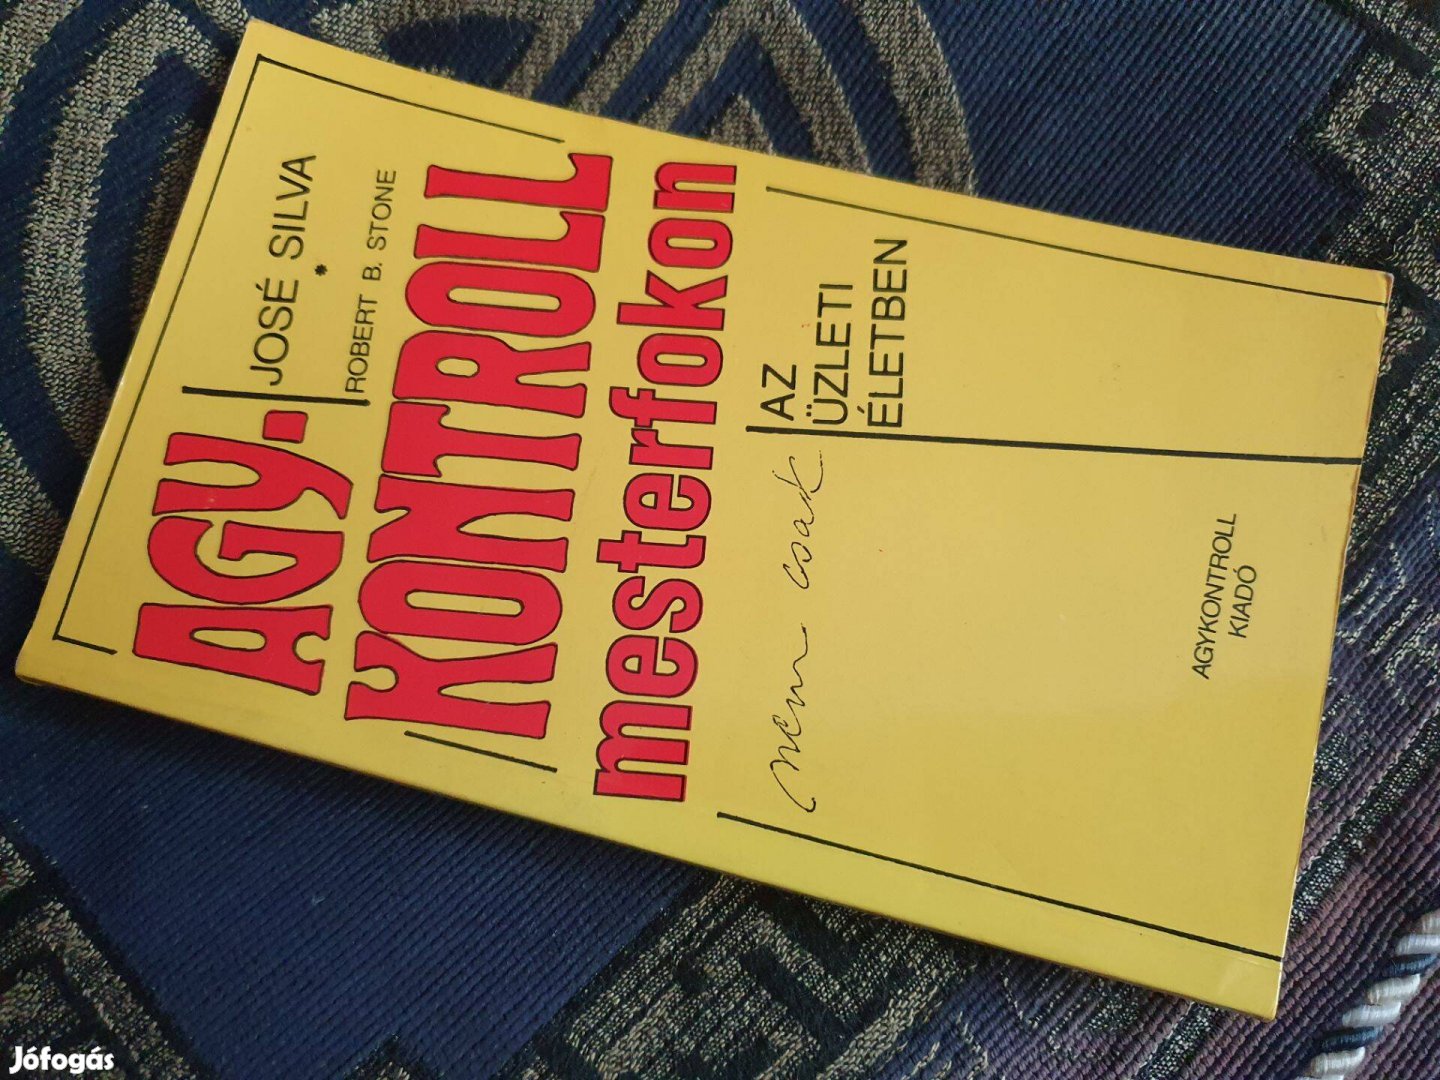 JOSÉ SILVA
*
ROBERT B. STONE
AGY.
KONTROLL
mesterfokon
nem csak
AZ
ÜZLETI
ÉLETBEN
AGYKONTROLL
KIADÓ
Jófogás